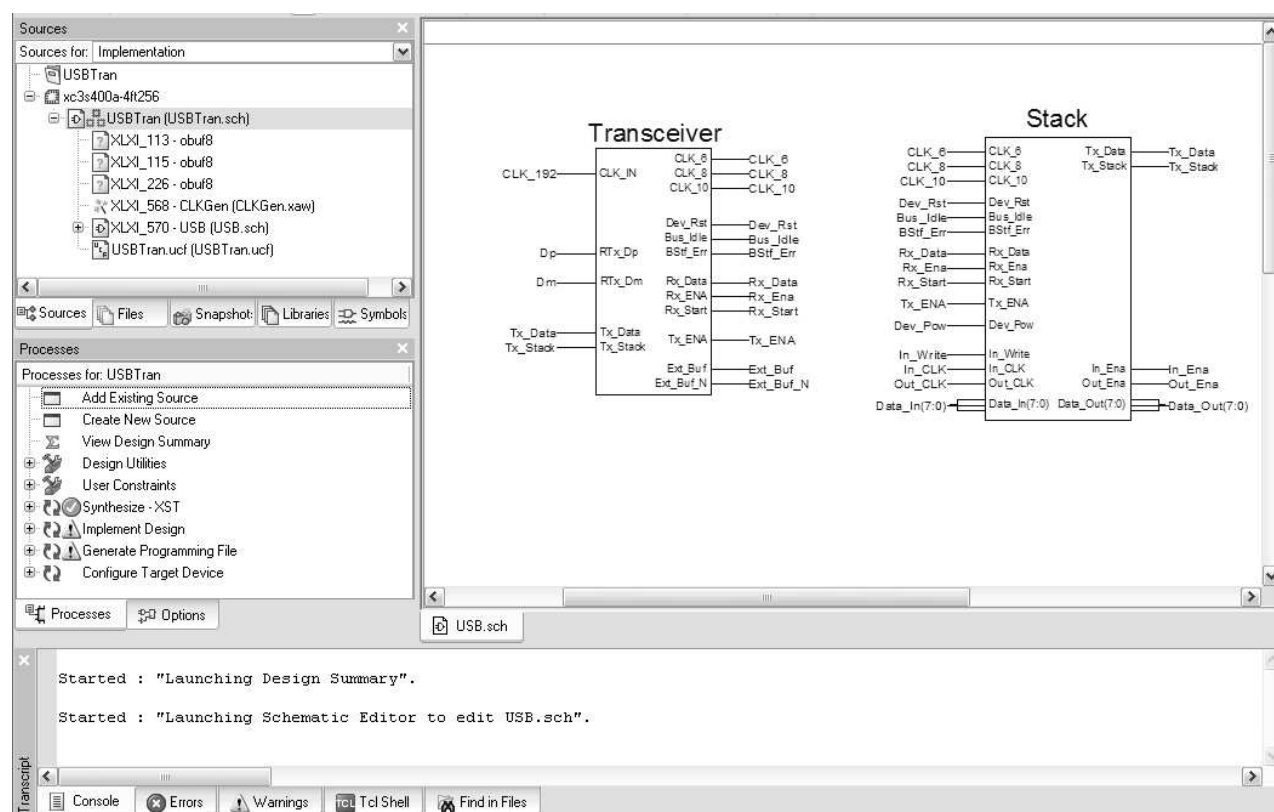 Sources
Sources for: Implementation
USBTran
xc3s400a-4ft256
USBTran (USBTran.sch)
XLXI_113 - obuf8
XLXI_115 - obuf8
XLXI_226 - obuf8
XLXI_568 - CLKGen (CLKGen.xaw)
XLXI_570 - USB (USB.sch)
USBTran.ucf (USBTran.ucf)
Sources Files Snapshot Libraries Symbols
Processes
Processes for: USBTran
Add Existing Source
Create New Source
View Design Summary
Design Utilities
User Constraints
Synthesize - XST
Implement Design
Generate Programming File
Configure Target Device
Processes Options
Transceiver
CLK_192 CLK_IN CLK_6 CLK_6
CLK_8 CLK_8
CLK_10 CLK_10
Dev_Rst Dev_Rst
Bus_Idle Bus_Idle
Dp RTx_Dp BStf_Err BStf_Err
Dm RTx_Dm Rx_Data Rx_Data
Rx_ENA Rx_Ena
Rx_Start Rx_Start
Tx_Data Tx_Data Tx_ENA Tx_ENA
Tx_Stack Tx_Stack
Ext_Buf Ext_Buf
Ext_Buf_N Ext_Buf_N
Stack
CLK_6 CLK_6 Tx_Data Tx_Data
CLK_8 CLK_8 Tx_Stack Tx_Stack
CLK_10 CLK_10
Dev_Rst Dev_Rst
Bus_Idle Bus_Idle
BStf_Err BStf_Err
Rx_Data Rx_Data
Rx_Ena Rx_Ena
Rx_Start Rx_Start
Tx_ENA Tx_ENA
Dev_Pow Dev_Pow
In_Write In_Write
In_CLK In_CLK In_Ena In_Ena
Out_CLK Out_CLK Out_Ena Out_Ena
Data_In(7:0) Data_In(7:0) Data_Out(7:0) Data_Out(7:0)
USB.sch
Started : "Launching Design Summary".
Started : "Launching Schematic Editor to edit USB.sch".
Transcript
Console Errors Warnings TCL Tcl Shell Find in Files